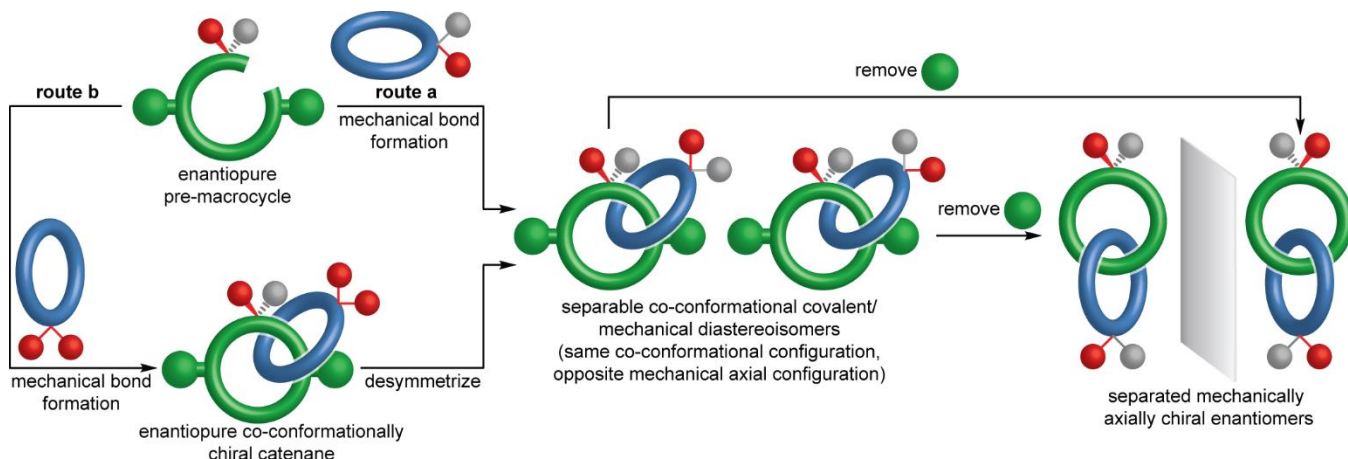 route b
enantiopure
pre-macrocycle
route a
mechanical bond
formation
mechanical bond
formation
enantiopure co-conformationally
chiral catenane
desymmetrize
separable co-conformational covalent/
mechanical diastereoisomers
(same co-conformational configuration,
opposite mechanical axial configuration)
remove
remove
separated mechanically
axially chiral enantiomers